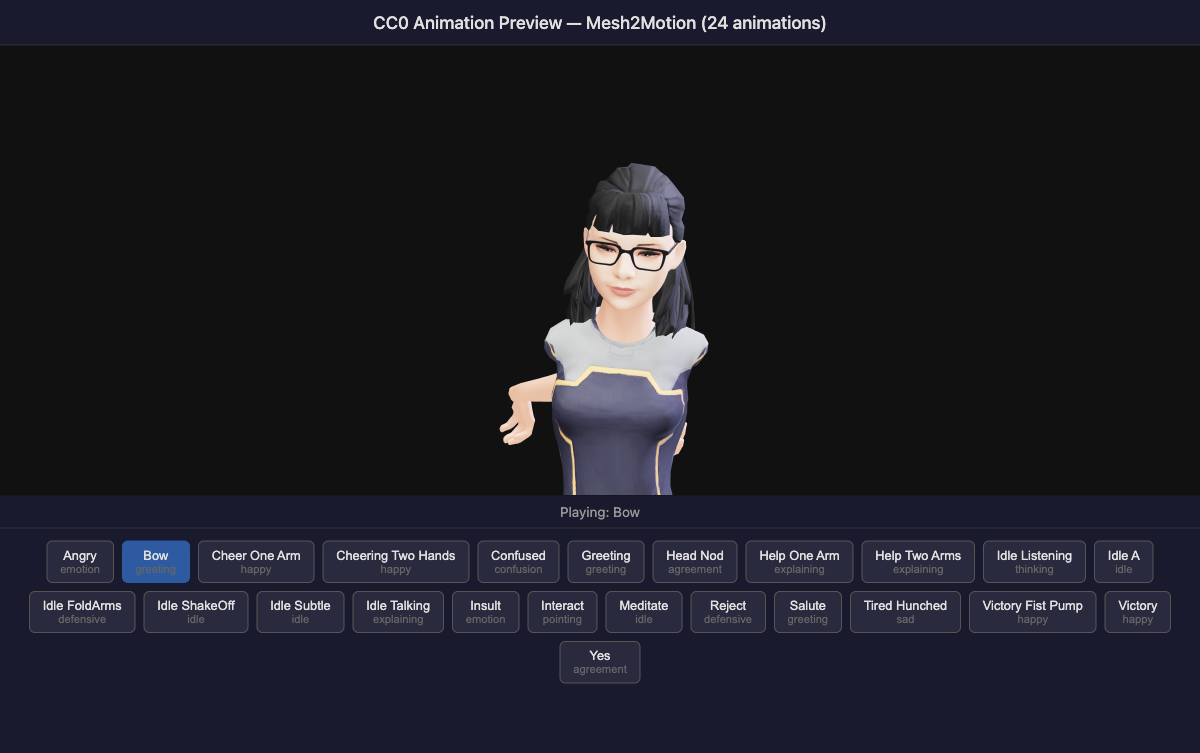 CC0 Animation Preview — Mesh2Motion (24 animations)
Playing: Bow
Angry
emotion
Bow
greeting
Cheer One Arm
happy
Cheering Two Hands
happy
Confused
confusion
Greeting
greeting
Head Nod
agreement
Help One Arm
explaining
Help Two Arms
explaining
Idle Listening
thinking
Idle A
idle
Idle FoldArms
defensive
Idle ShakeOff
idle
Idle Subtle
idle
Idle Talking
explaining
Insult
emotion
Interact
pointing
Meditate
idle
Reject
defensive
Salute
greeting
Tired Hunched
sad
Victory Fist Pump
happy
Victory
happy
Yes
agreement